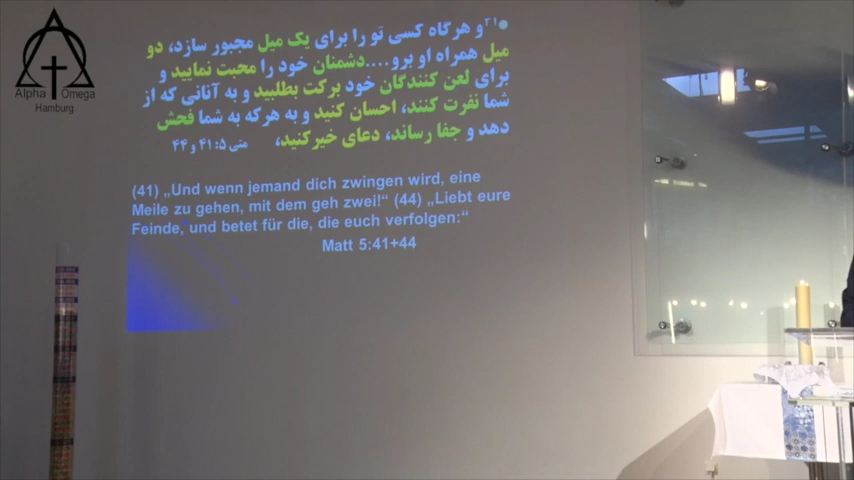 Alpha Omega
Hamburg
۴۱ و هرگاه کسی تو را برای یک میل مجبور سازد، دو
میل همراه او برو....دشمنان خود را محبت نمایید و
برای لعن کنندگان خود برکت بطلبید و به آنانی که از
شما نفرت کنند، احسان کنید و به هرکه به شما فحش
دهد و جفا رساند، دعای خیرکنید،
متی ۵: ۴۱ و ۴۴
(41) „Und wenn jemand dich zwingen wird, eine
Meile zu gehen, mit dem geh zwei!“ (44) „Liebt eure
Feinde, und betet für die, die euch verfolgen:“
Matt 5:41+44